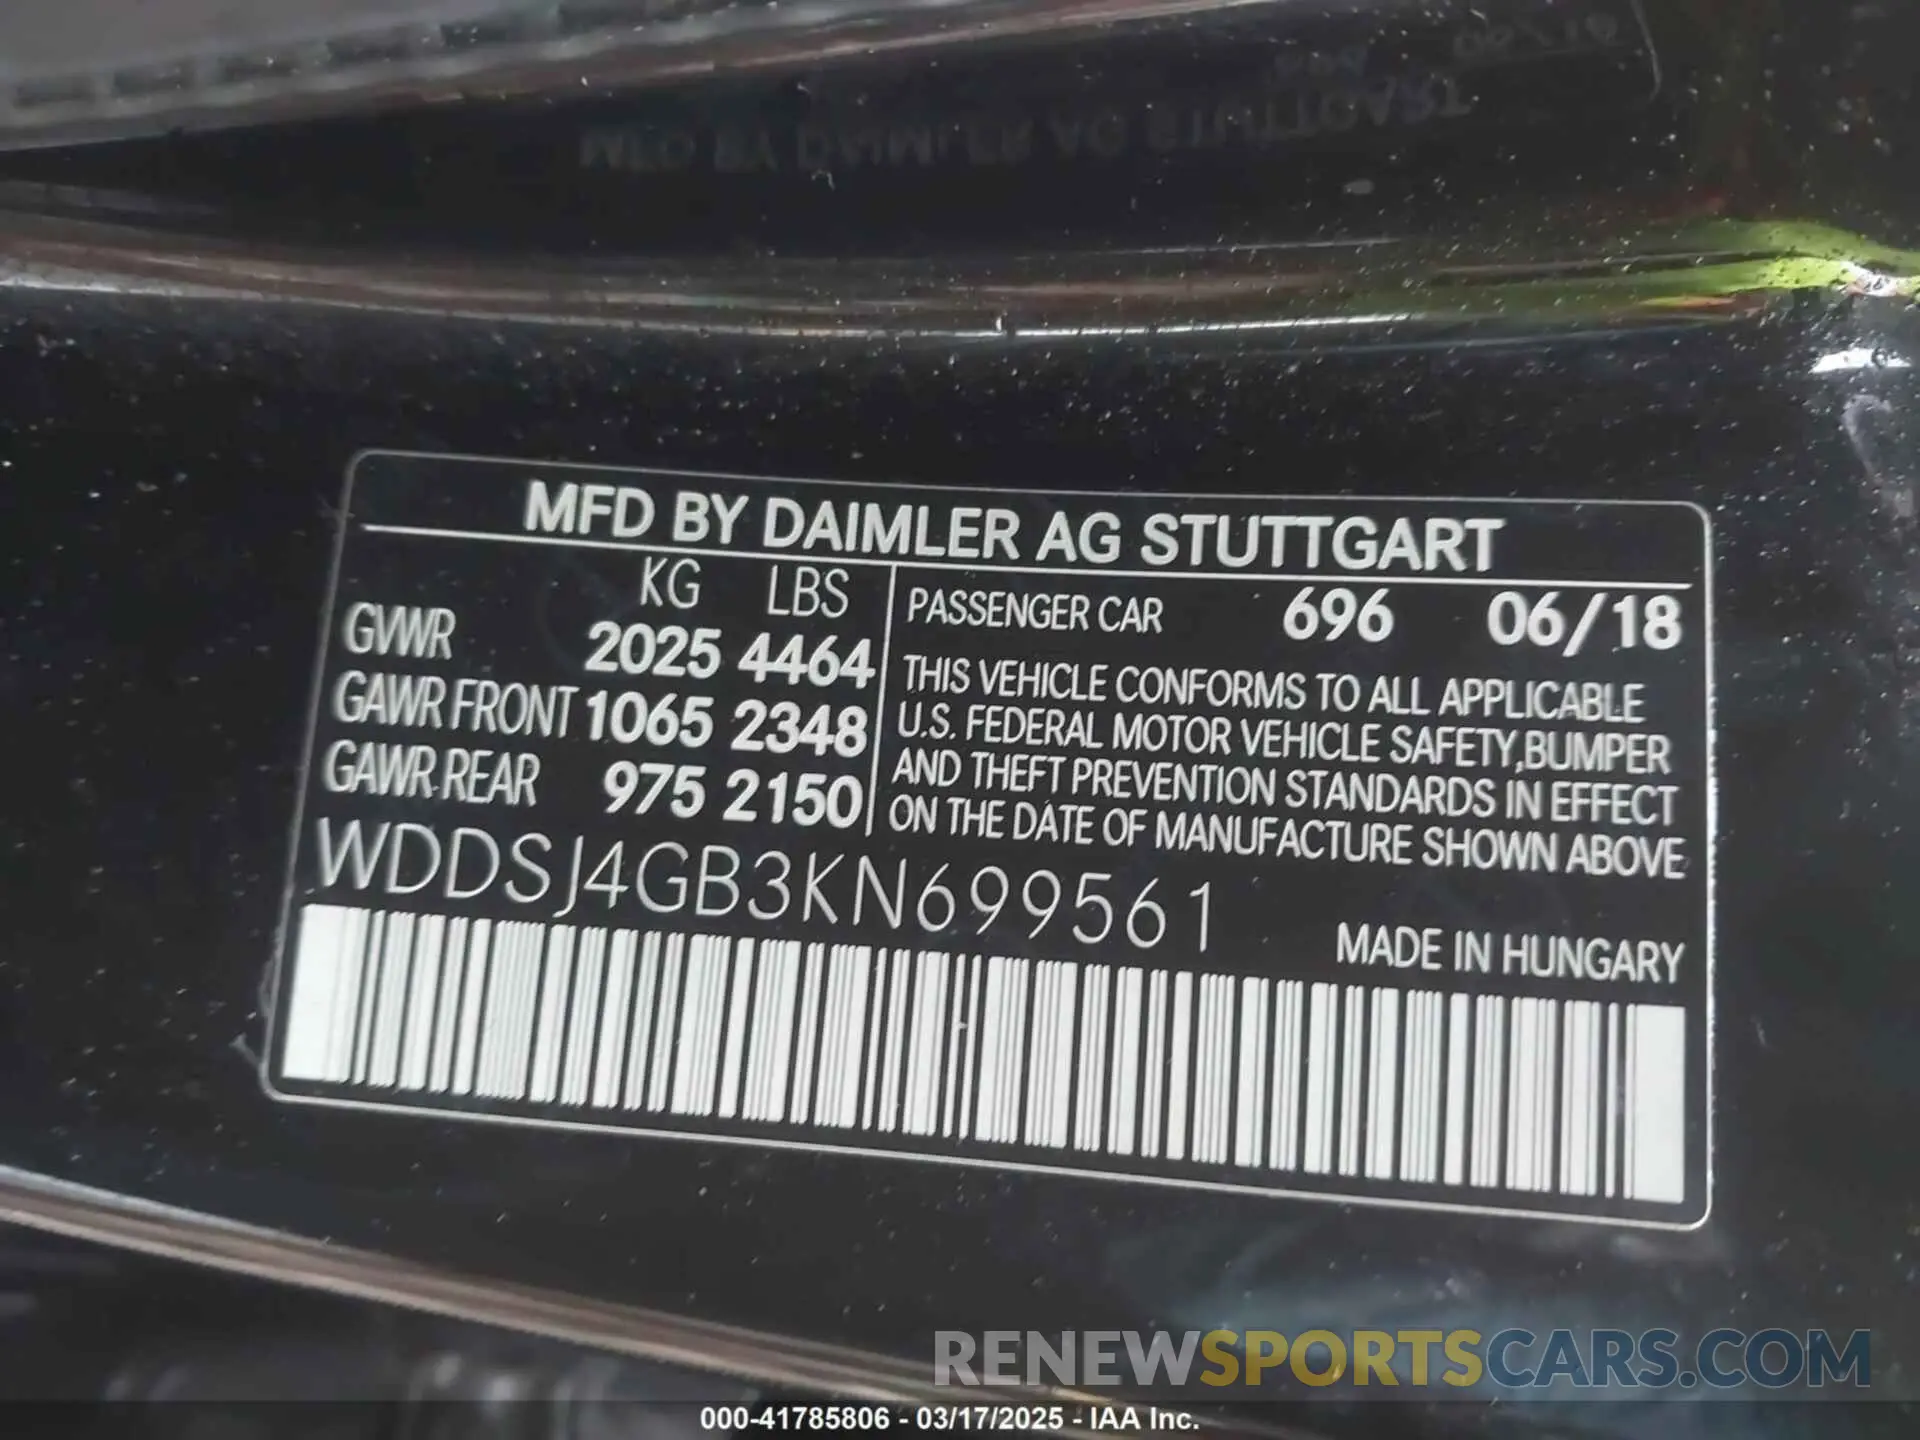 MFD BY DAIMLER AG STUTTGART
KG LBS
GVWR 2025 4464
GAWR FRONT 1065 2348
GAWR REAR 975 2150
PASSENGER CAR 696 06/18
THIS VEHICLE CONFORMS TO ALL APPLICABLE
U.S. FEDERAL MOTOR VEHICLE SAFETY,BUMPER
AND THEFT PREVENTION STANDARDS IN EFFECT
ON THE DATE OF MANUFACTURE SHOWN ABOVE
WDDSJ4GB3KN699561
MADE IN HUNGARY
RENEWSPORTSCARS.COM
000-41785806 - 03/17/2025 - IAA Inc.